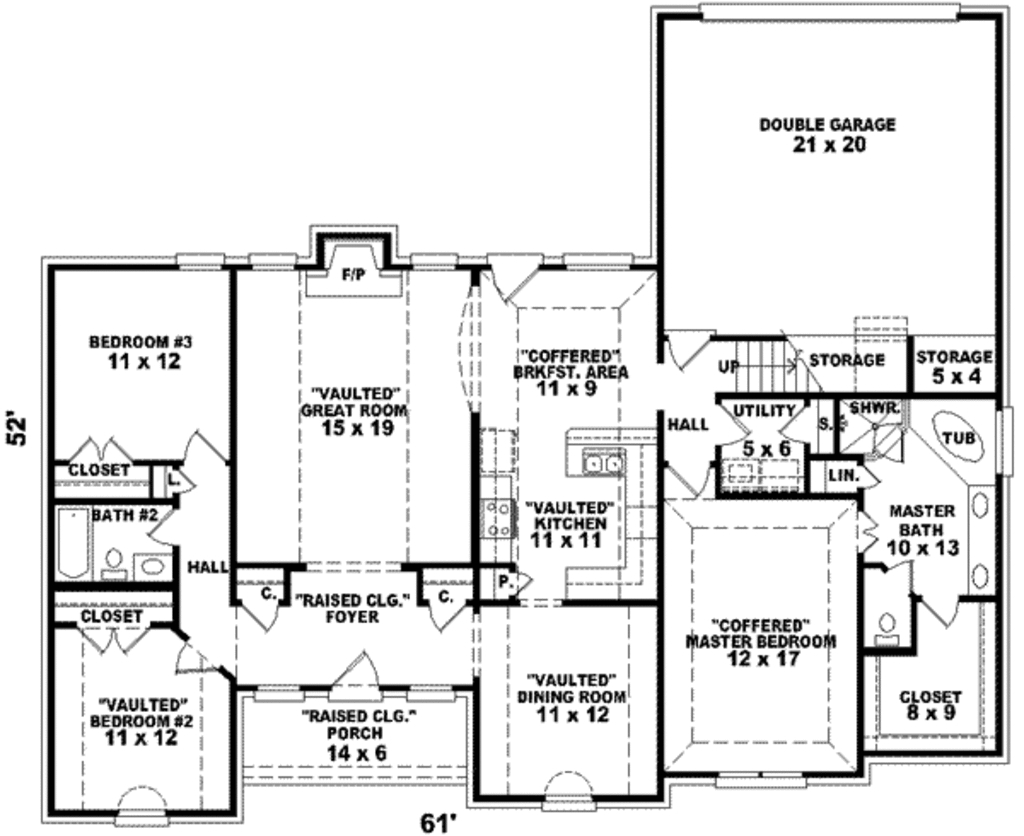 DOUBLE GARAGE
21 x 20
F/P
BEDROOM #3
11 x 12
"VAULTED"
GREAT ROOM
15 x 19
"COFFERED"
BRKFST. AREA
11 x 9
UP
STORAGE
STORAGE
5 x 4
52'
HALL
UTILITY
5 x 6
S.
SHWR.
TUB
CLOSET
L.
LIN.
BATH #2
"VAULTED"
KITCHEN
11 x 11
MASTER
BATH
10 x 13
HALL
C.
"RAISED CLG."
FOYER
C.
P.
CLOSET
"COFFERED"
MASTER BEDROOM
12 x 17
"VAULTED"
BEDROOM #2
11 x 12
"RAISED CLG."
PORCH
14 x 6
"VAULTED"
DINING ROOM
11 x 12
CLOSET
8 x 9
61'